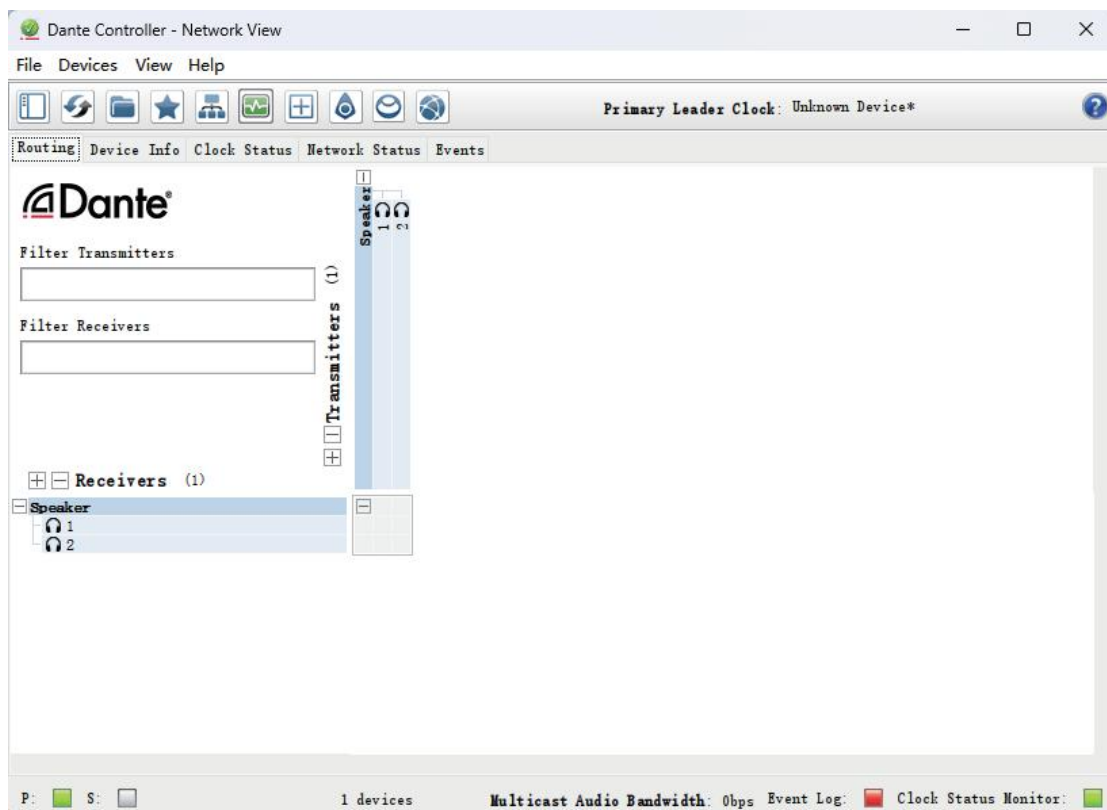 Dante Controller - Network View
File Devices View Help
Primary Leader Clock: Unknown Device*
?
Routing Device Info Clock Status Network Status Events
Dante®
Filter Transmitters
Filter Receivers
Transmitters (1)
Speaker
1
2
Receivers (1)
Speaker
1
2
P: S: 1 devices Multicast Audio Bandwidth: 0bps Event Log: Clock Status Monitor: